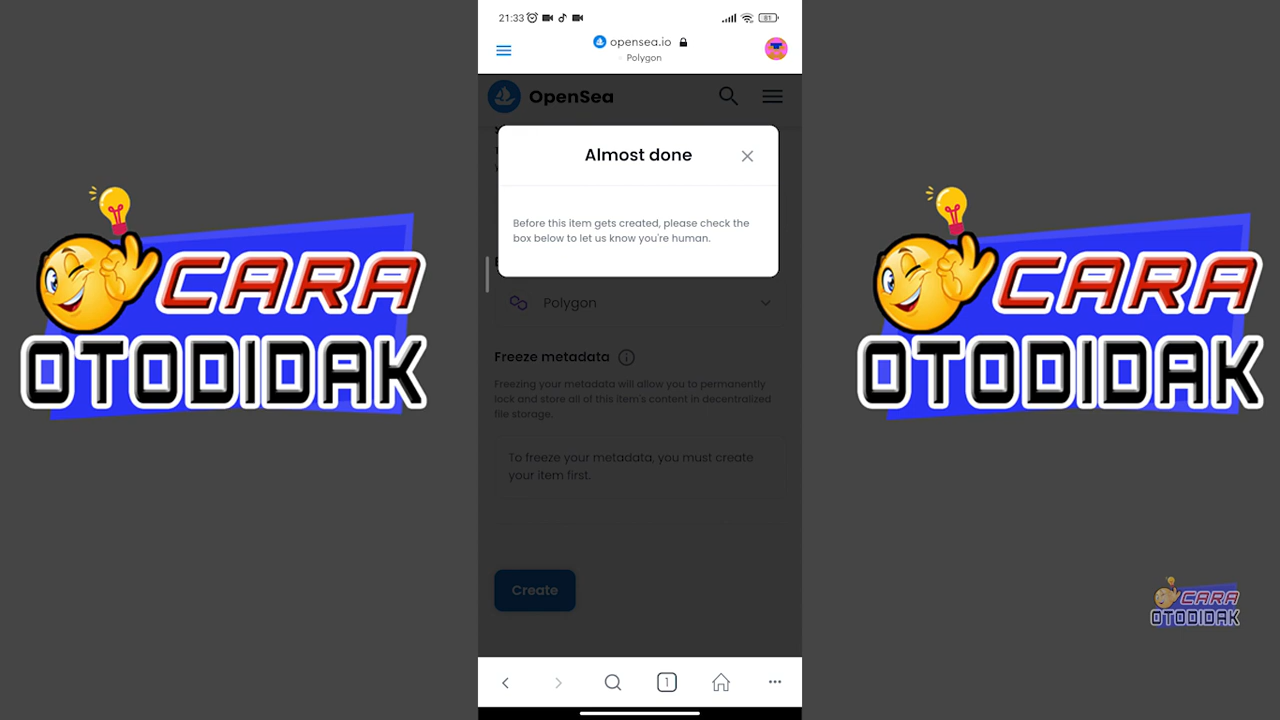 21:33
81
opensea.io
Polygon
OpenSea
Almost done
Before this item gets created, please check the
box below to let us know you're human.
Polygon
Freeze metadata
Freezing your metadata will allow you to permanently
lock and store all of this item's content in decentralized
file storage.
To freeze your metadata, you must create
your item first.
Create
1
CARA
OTODIDAK
CARA
OTODIDAK
CARA
OTODIDAK